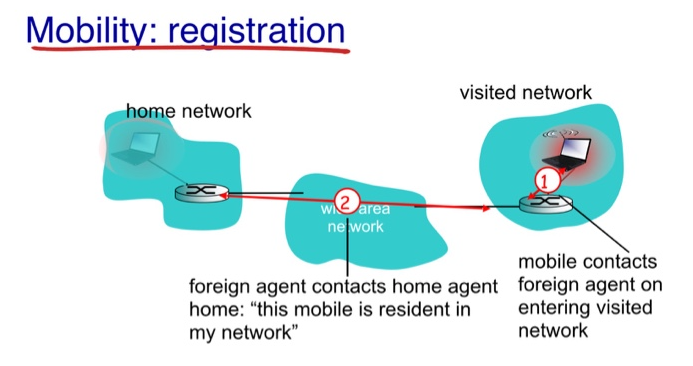 Mobility: registration
visited network
home network
1
2
wide area
network
foreign agent contacts home agent
home: “this mobile is resident in
my network”
mobile contacts
foreign agent on
entering visited
network